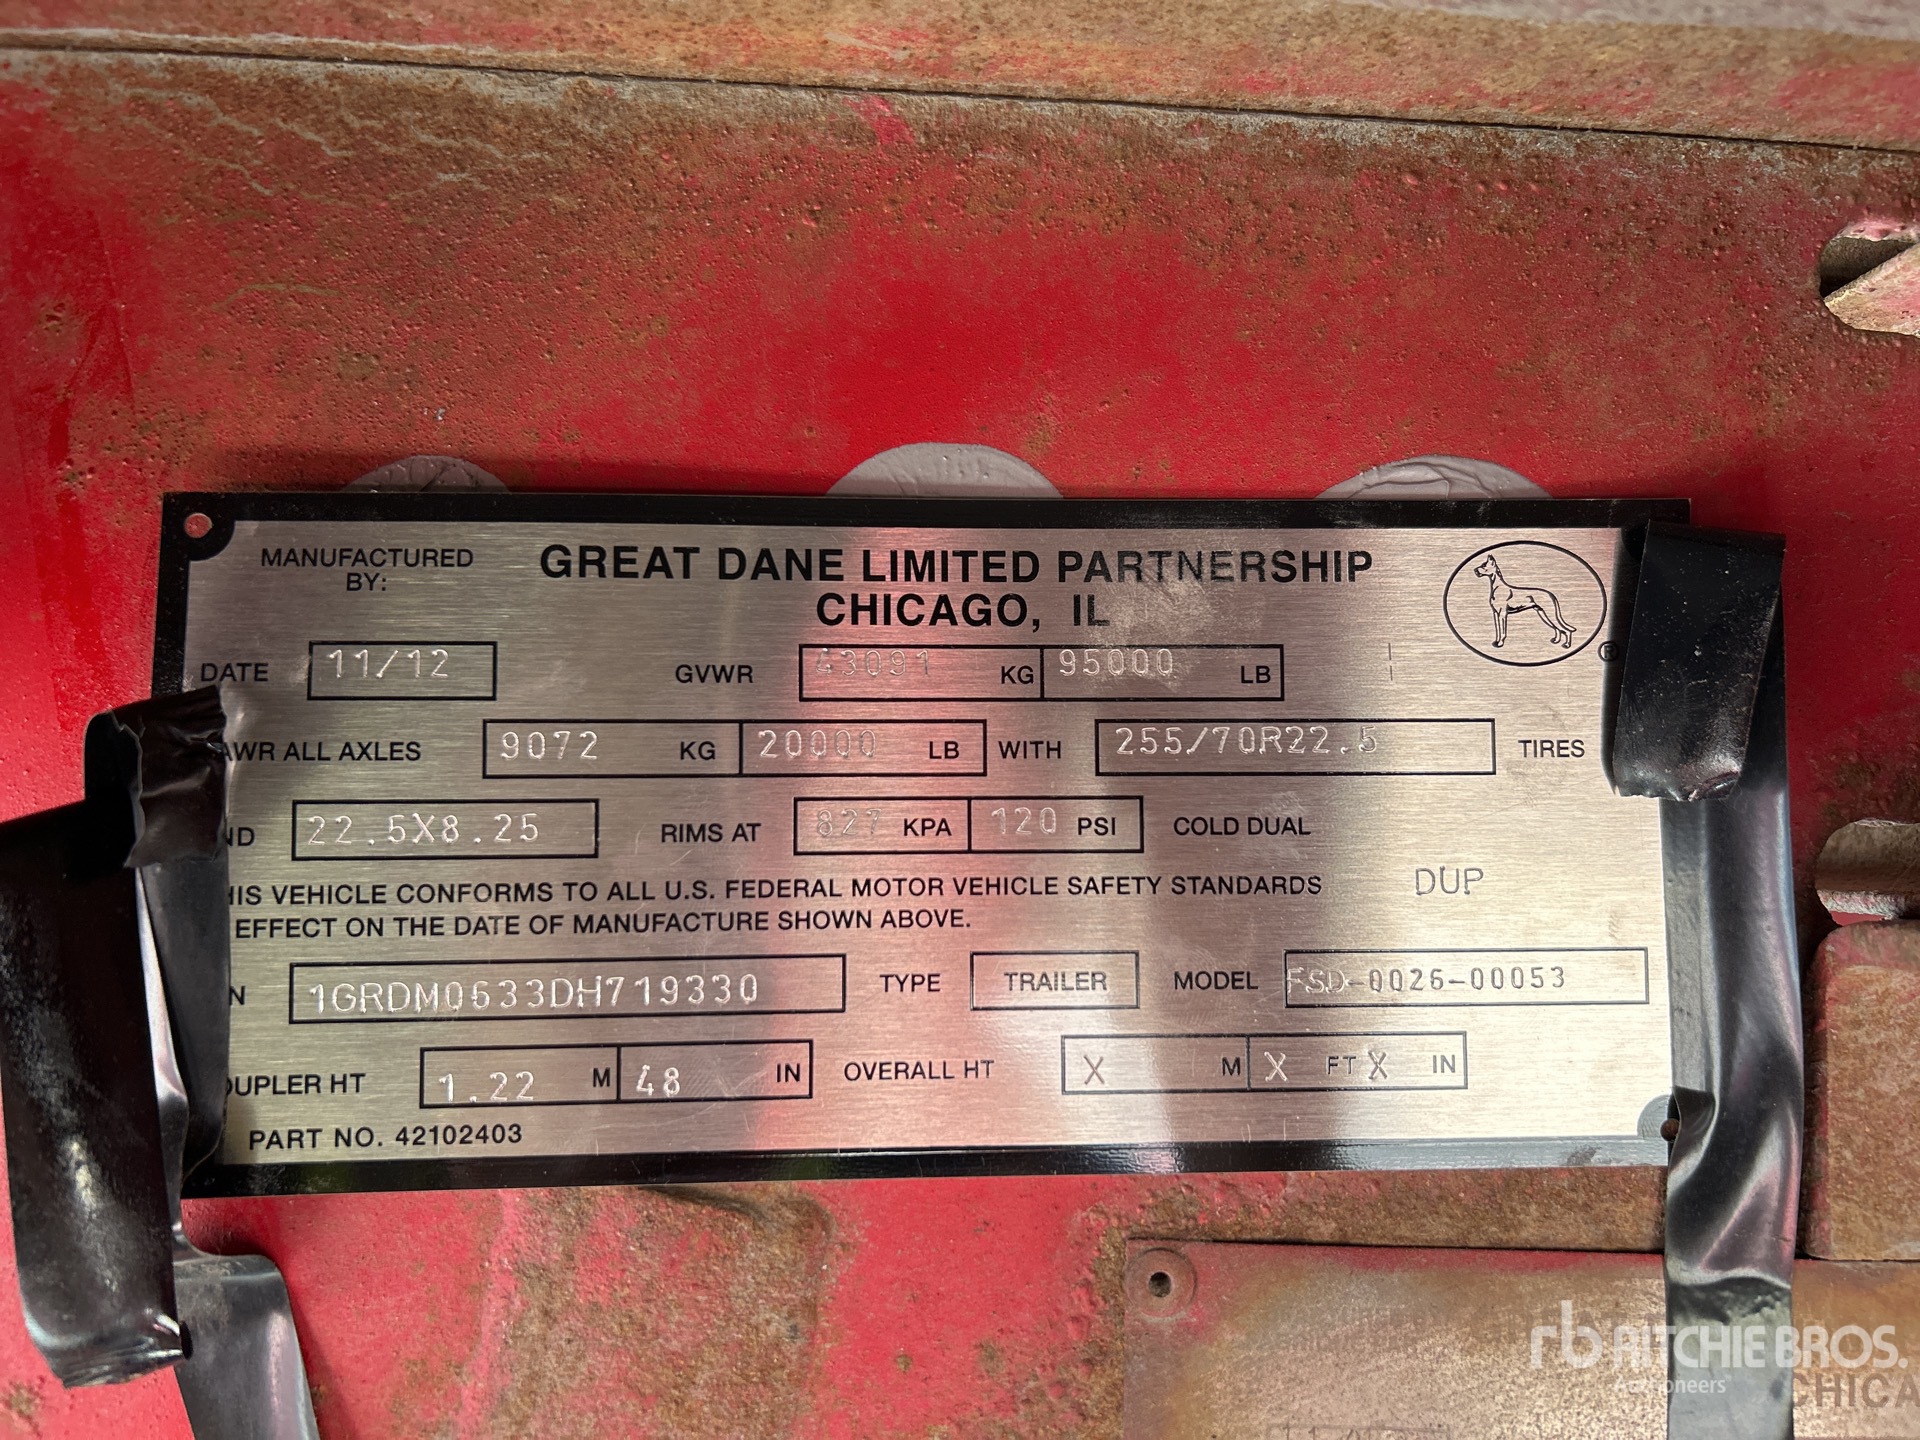 MANUFACTURED BY: GREAT DANE LIMITED PARTNERSHIP
CHICAGO, IL
DATE 11/12 GVWR 43091 KG 95000 LB ®
AWR ALL AXLES 9072 KG 20000 LB WITH 255/70R22.5 TIRES
ND 22.5X8.25 RIMS AT 827 KPA 120 PSI COLD DUAL
HIS VEHICLE CONFORMS TO ALL U.S. FEDERAL MOTOR VEHICLE SAFETY STANDARDS DUP
EFFECT ON THE DATE OF MANUFACTURE SHOWN ABOVE.
N 1GRDM0633DH719330 TYPE TRAILER MODEL FSD-0026-00053
OUPLER HT 1.22 M 48 IN OVERALL HT X M X FT X IN
PART NO. 42102403
rb RITCHIE BROS.
Auctioneers
CHICA